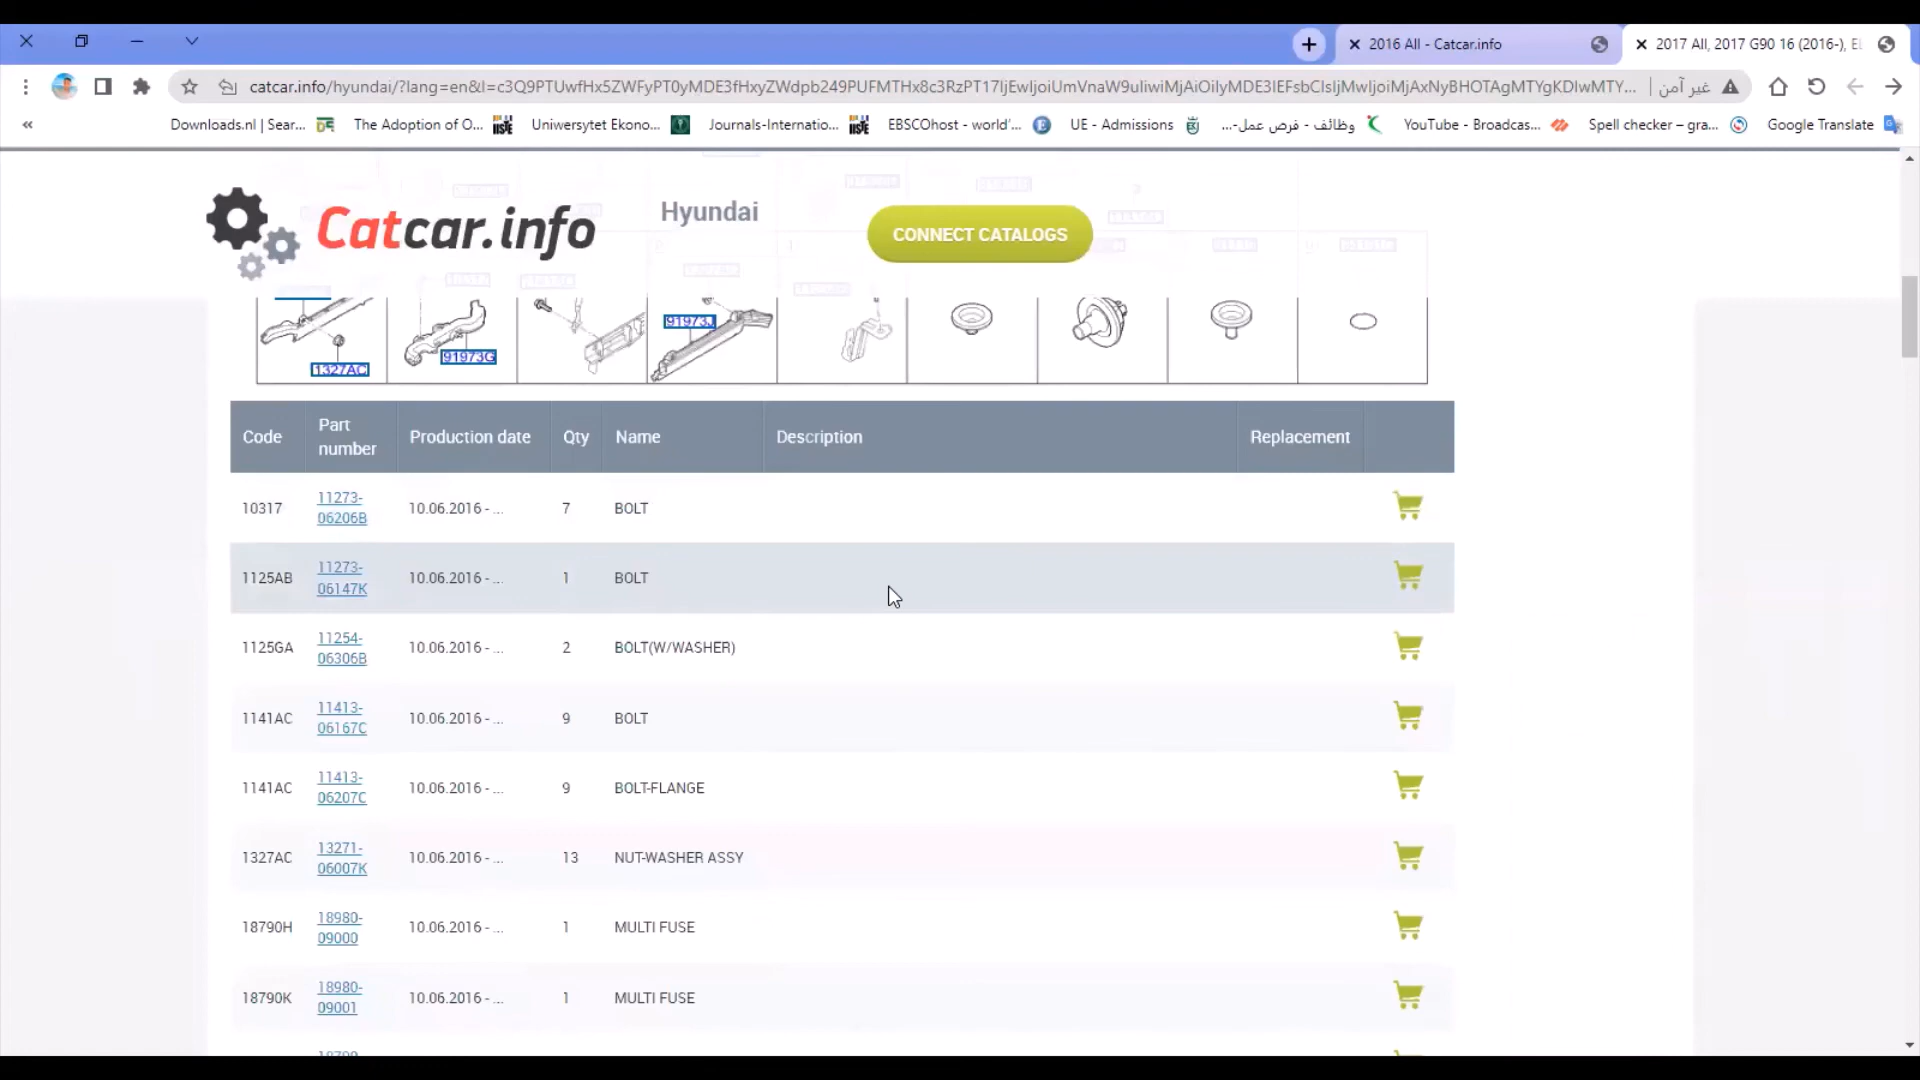 2016 All - Catcar.info
2017 All, 2017 G90 16 (2016-), El
catcar.info/hyundai/?lang=en&l=c3Q9PTUwfHx5ZWFyPT0yMDE3fHxyZWdpb249PUFMTHx8c3RzPT17IjEwIjoiUmVnaW9uIiwiMjAiOiIyMDE3IEFsbCIsIjMwIjoiMjAxNyBHOTAgMTYgKDIwMTY... غير آمن
Downloads.nl | Sear... The Adoption of O... Uniwersytet Ekono... Journals-Internatio... EBSCOhost - world'... UE - Admissions وظائف - فرص عمل-... YouTube - Broadcas... Spell checker – gra... Google Translate
Catcar.info
Hyundai
CONNECT CATALOGS
91973J
91973G
1327AC
Code Part number Production date Qty Name Description Replacement
10317 11273-06206B 10.06.2016 - ... 7 BOLT
1125AB 11273-06147K 10.06.2016 - ... 1 BOLT
1125GA 11254-06306B 10.06.2016 - ... 2 BOLT(W/WASHER)
1141AC 11413-06167C 10.06.2016 - ... 9 BOLT
1141AC 11413-06207C 10.06.2016 - ... 9 BOLT-FLANGE
1327AC 13271-06007K 10.06.2016 - ... 13 NUT-WASHER ASSY
18790H 18980-09000 10.06.2016 - ... 1 MULTI FUSE
18790K 18980-09001 10.06.2016 - ... 1 MULTI FUSE